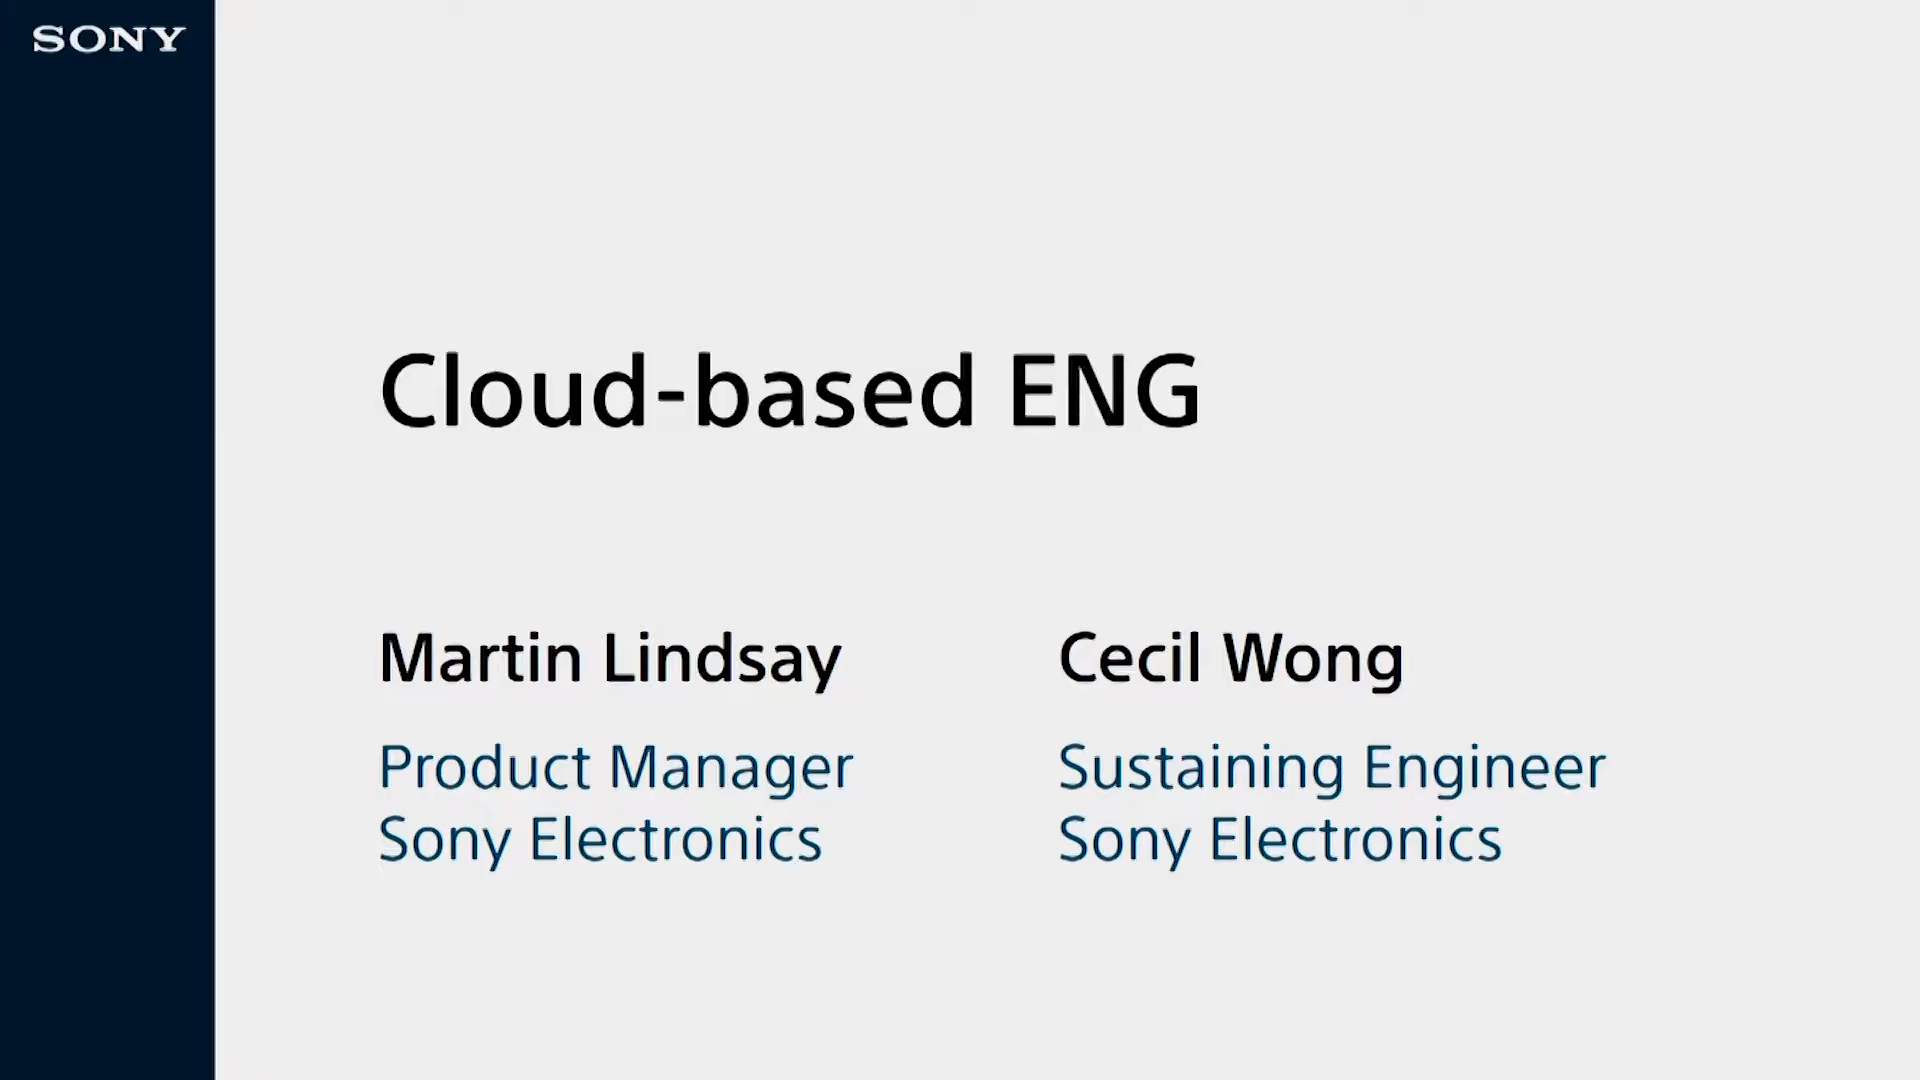 SONY
Cloud-based ENG
Martin Lindsay
Product Manager
Sony Electronics
Cecil Wong
Sustaining Engineer
Sony Electronics